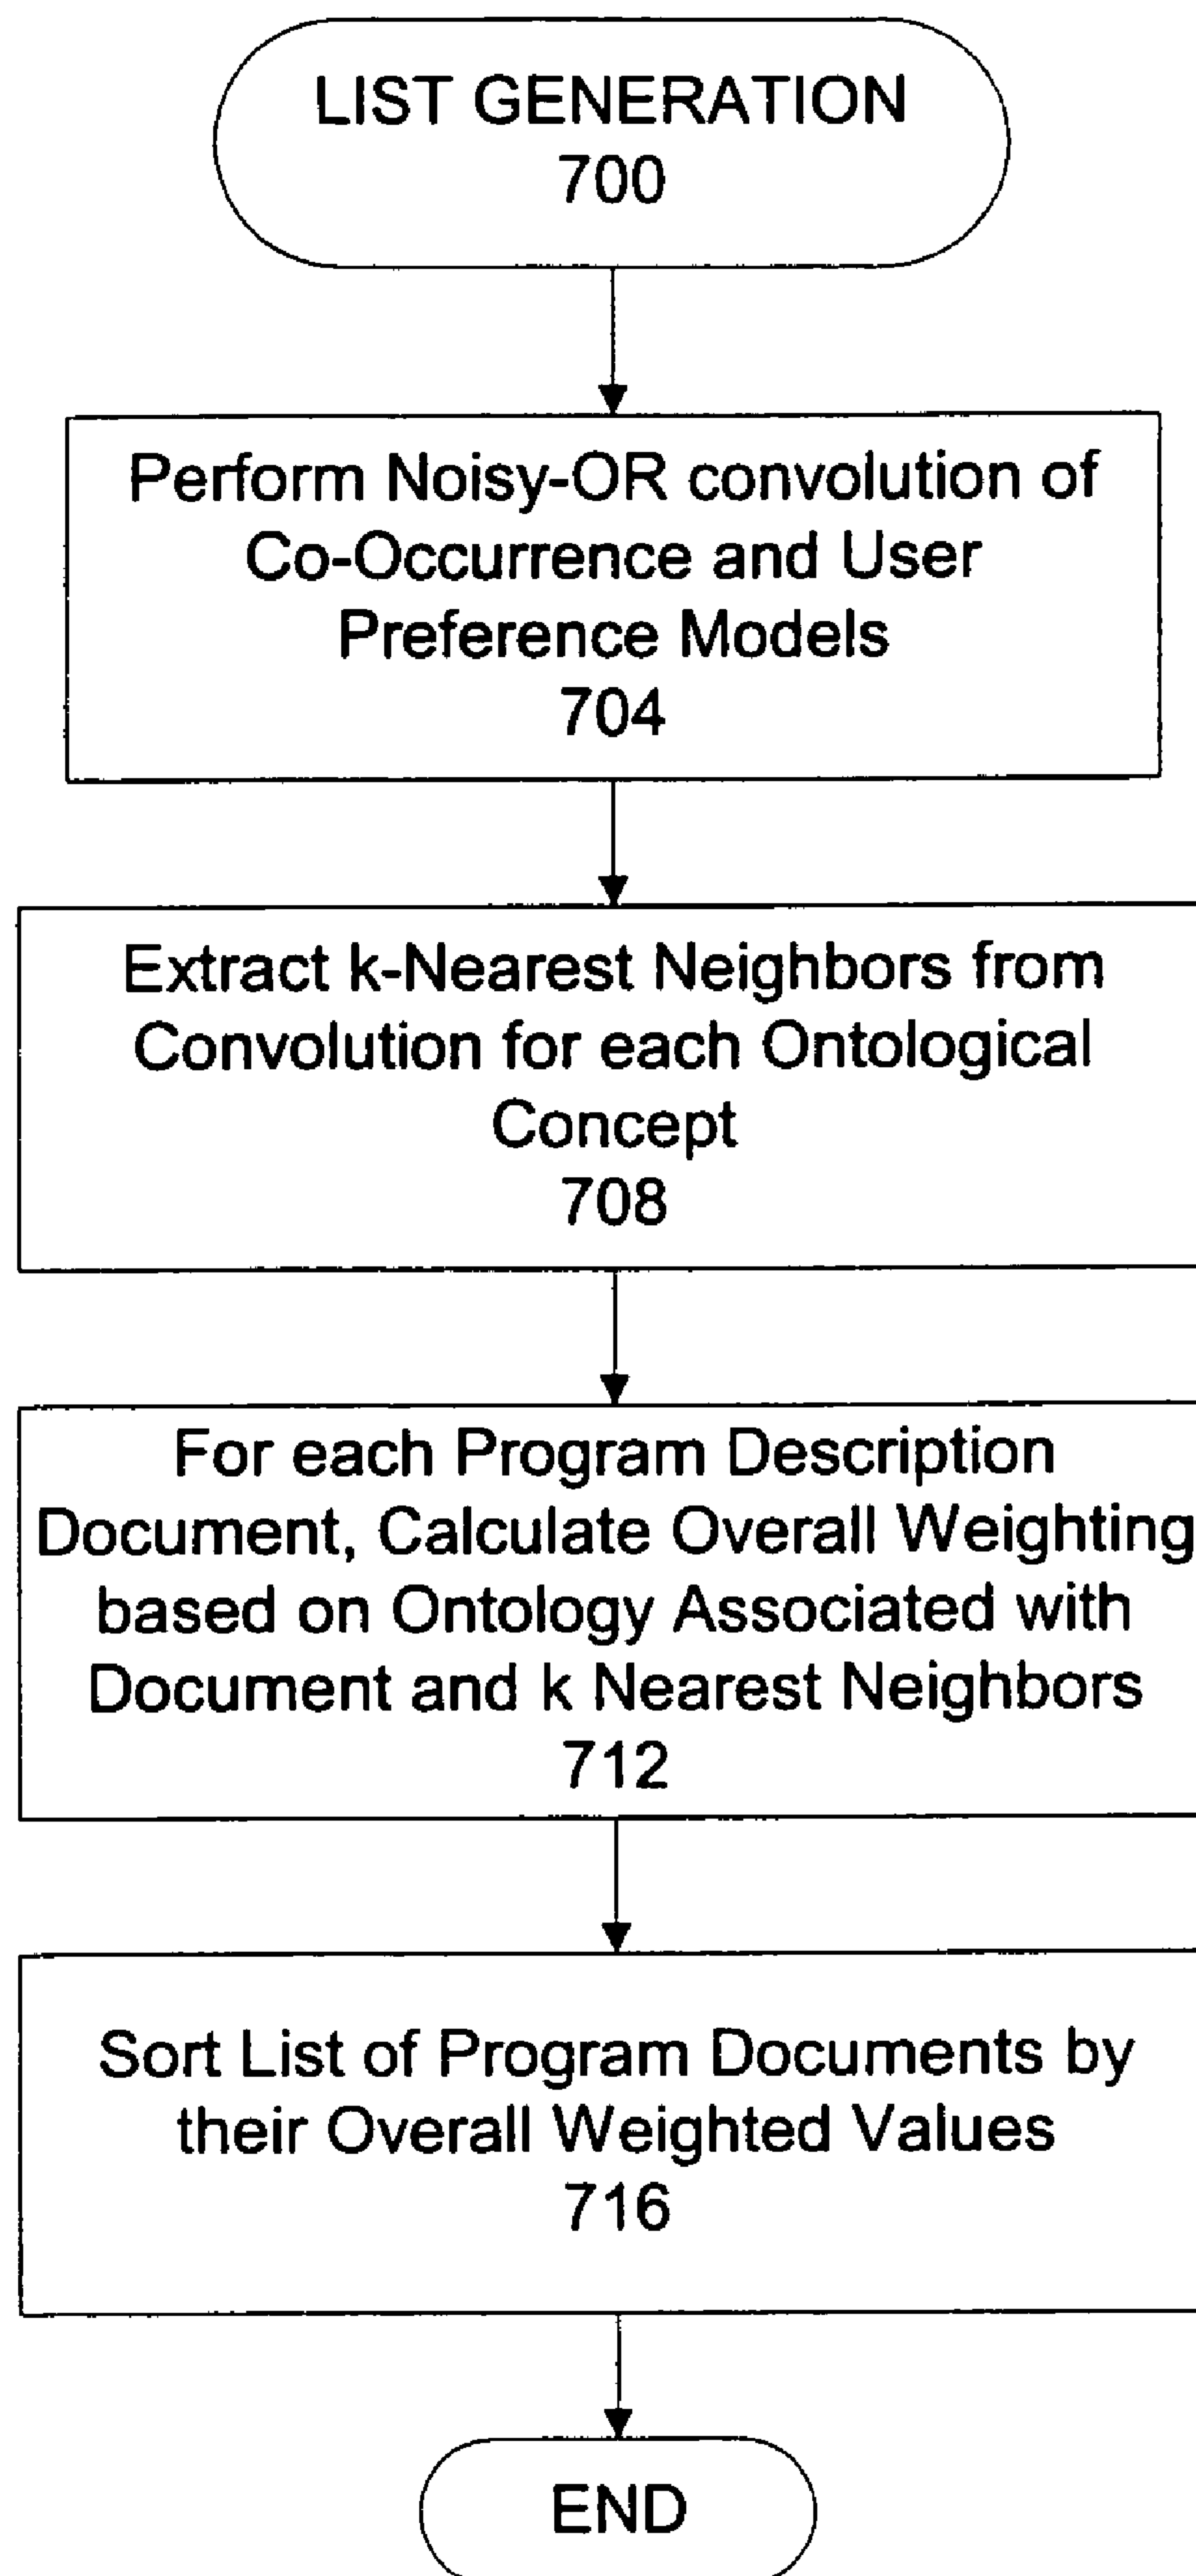 LIST GENERATION
700
Perform Noisy-OR convolution of
Co-Occurrence and User
Preference Models
704
Extract k-Nearest Neighbors from
Convolution for each Ontological
Concept
708
For each Program Description
Document, Calculate Overall Weighting
based on Ontology Associated with
Document and k Nearest Neighbors
712
Sort List of Program Documents by
their Overall Weighted Values
716
END